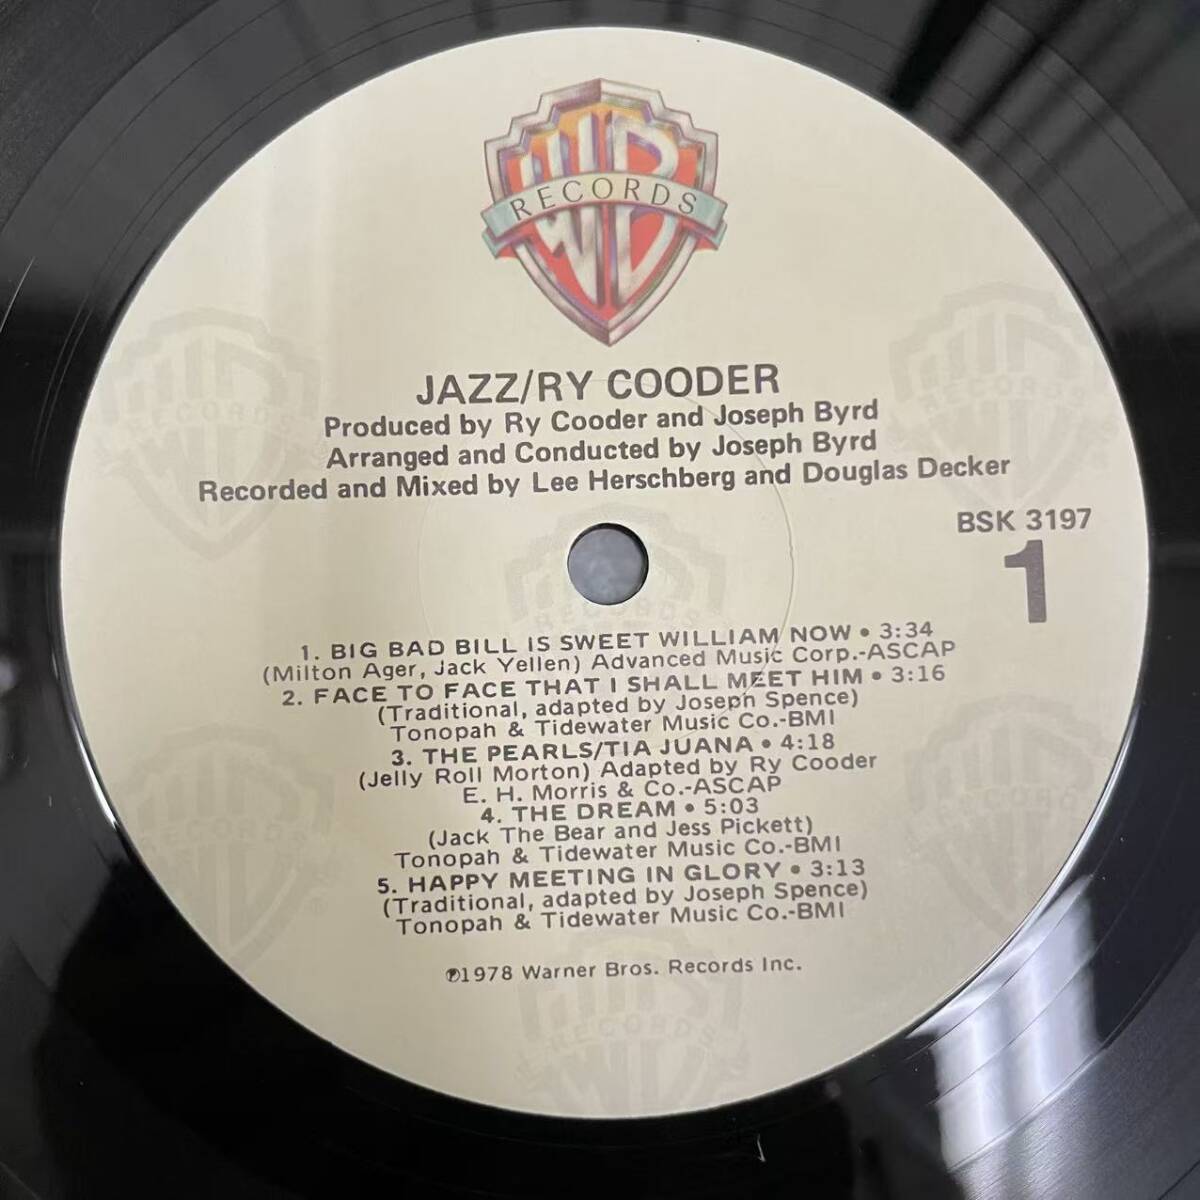 RECORDS
JAZZ/RY COODER
Produced by Ry Cooder and Joseph Byrd
Arranged and Conducted by Joseph Byrd
Recorded and Mixed by Lee Herschberg and Douglas Decker
BSK 3197
1
1. BIG BAD BILL IS SWEET WILLIAM NOW • 3:34
(Milton Ager, Jack Yellen) Advanced Music Corp.-ASCAP
2. FACE TO FACE THAT I SHALL MEET HIM • 3:16
(Traditional, adapted by Joseph Spence)
Tonopah & Tidewater Music Co.-BMI
3. THE PEARLS/TIA JUANA • 4:18
(Jelly Roll Morton) Adapted by Ry Cooder
E. H. Morris & Co.-ASCAP
4. THE DREAM • 5:03
(Jack The Bear and Jess Pickett)
Tonopah & Tidewater Music Co.-BMI
5. HAPPY MEETING IN GLORY • 3:13
(Traditional, adapted by Joseph Spence)
Tonopah & Tidewater Music Co.-BMI
℗1978 Warner Bros. Records Inc.